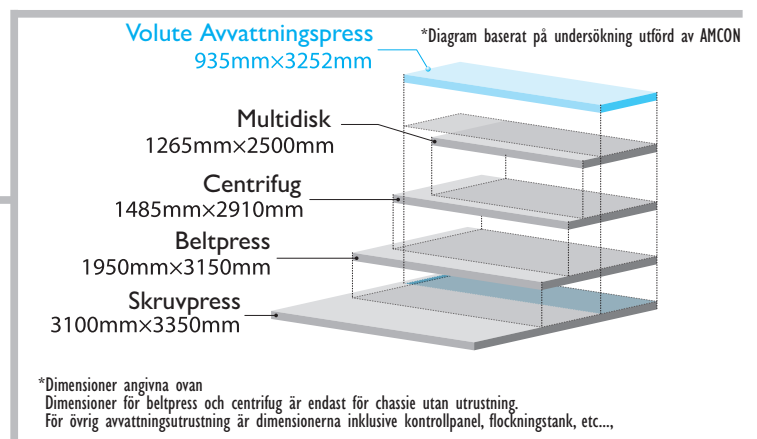 Volute Avvattningspress
935mm×3252mm
*Diagram baserat på undersökning utförd av AMCON
Multidisk
1265mm×2500mm
Centrifug
1485mm×2910mm
Beltpress
1950mm×3150mm
Skruvpress
3100mm×3350mm
*Dimensioner angivna ovan
Dimensioner för beltpress och centrifug är endast för chassie utan utrustning.
För övrig avvattningsutrustning är dimensionerna inklusive kontrollpanel, flockningstank, etc...,